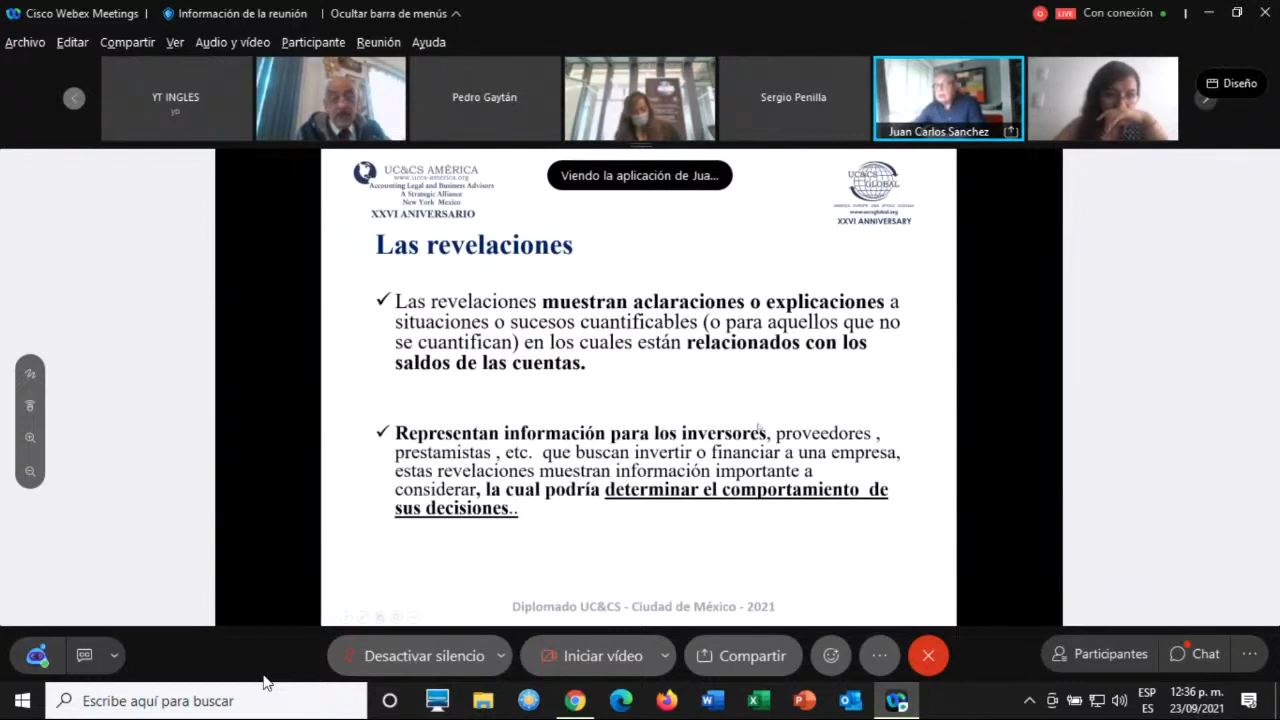 Cisco Webex Meetings
Información de la reunión
Ocultar barra de menús
LIVE
Con conexión
Archivo Editar Compartir Ver Audio y vídeo Participante Reunión Ayuda
YT INGLES
yo
Pedro Gaytán
Sergio Penilla
Juan Carlos Sanchez
Diseño
UC&CS AMÉRICA
www.uccs-america.org
Accounting Legal and Business Advisors
A Strategic Alliance
New York Mexico
XXVI ANIVERSARIO
Viendo la aplicación de Jua...
UC&CS
GLOBAL
www.uccsglobal.org
XXVI ANNIVERSARY
Las revelaciones
✓ Las revelaciones muestran aclaraciones o explicaciones a
situaciones o sucesos cuantificables (o para aquellos que no
se cuantifican) en los cuales están relacionados con los
saldos de las cuentas.
✓ Representan información para los inversores, proveedores ,
prestamistas , etc. que buscan invertir o financiar a una empresa,
estas revelaciones muestran información importante a
considerar, la cual podría determinar el comportamiento de
sus decisiones..
Diplomado UC&CS - Ciudad de México - 2021
Desactivar silencio
Iniciar vídeo
Compartir
Participantes
Chat
Escribe aquí para buscar
ESP
ES
12:36 p. m.
23/09/2021